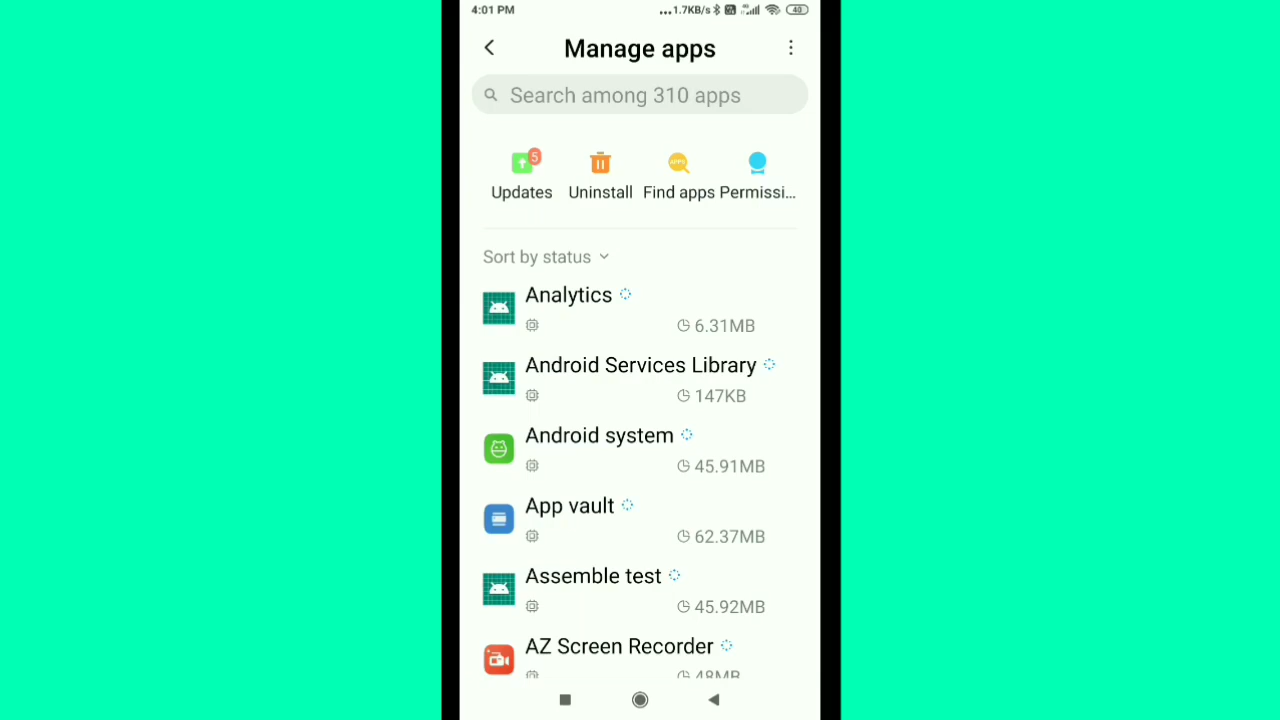 4:01 PM ...1.7KB/s 40
Manage apps
Search among 310 apps
5
APPS
Updates Uninstall Find apps Permissi...
Sort by status
Analytics
6.31MB
Android Services Library
147KB
Android system
45.91MB
App vault
62.37MB
Assemble test
45.92MB
AZ Screen Recorder
48MB